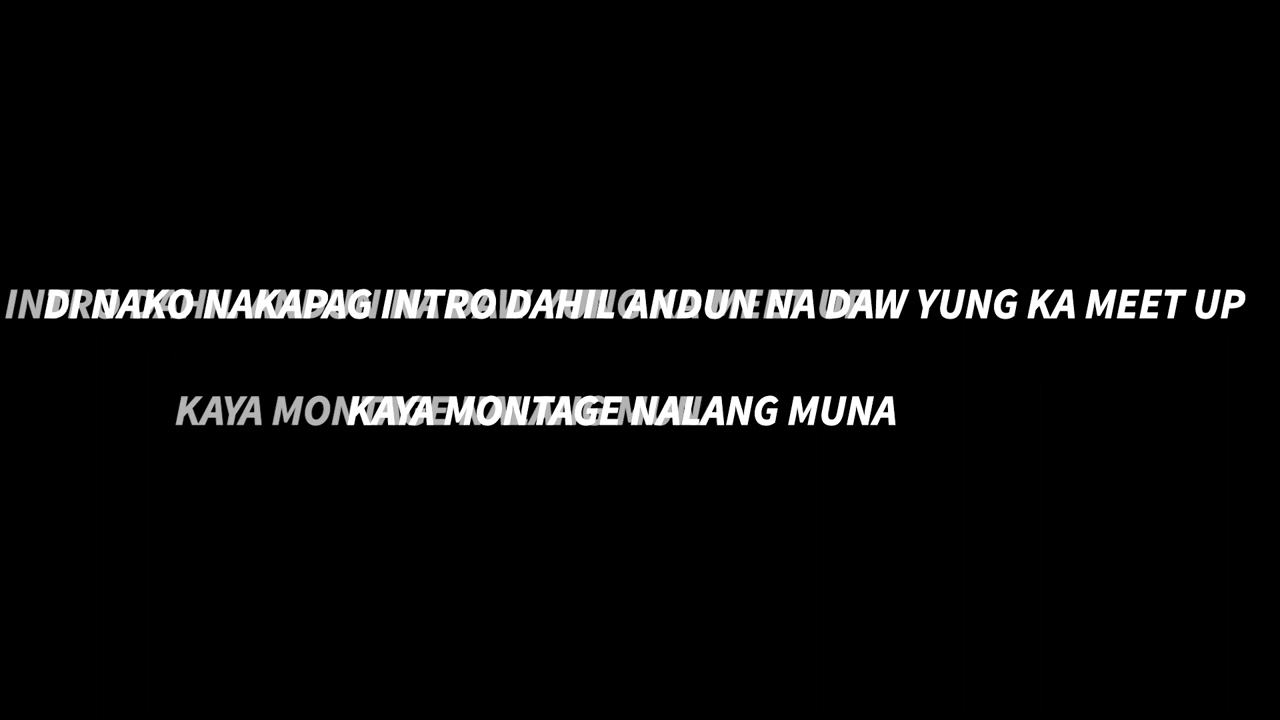 DI NAKO NAKAPAG INTRO DAHIL ANDUN NA DAW YUNG KA MEET UP
KAYA MONTAGE NALANG MUNA